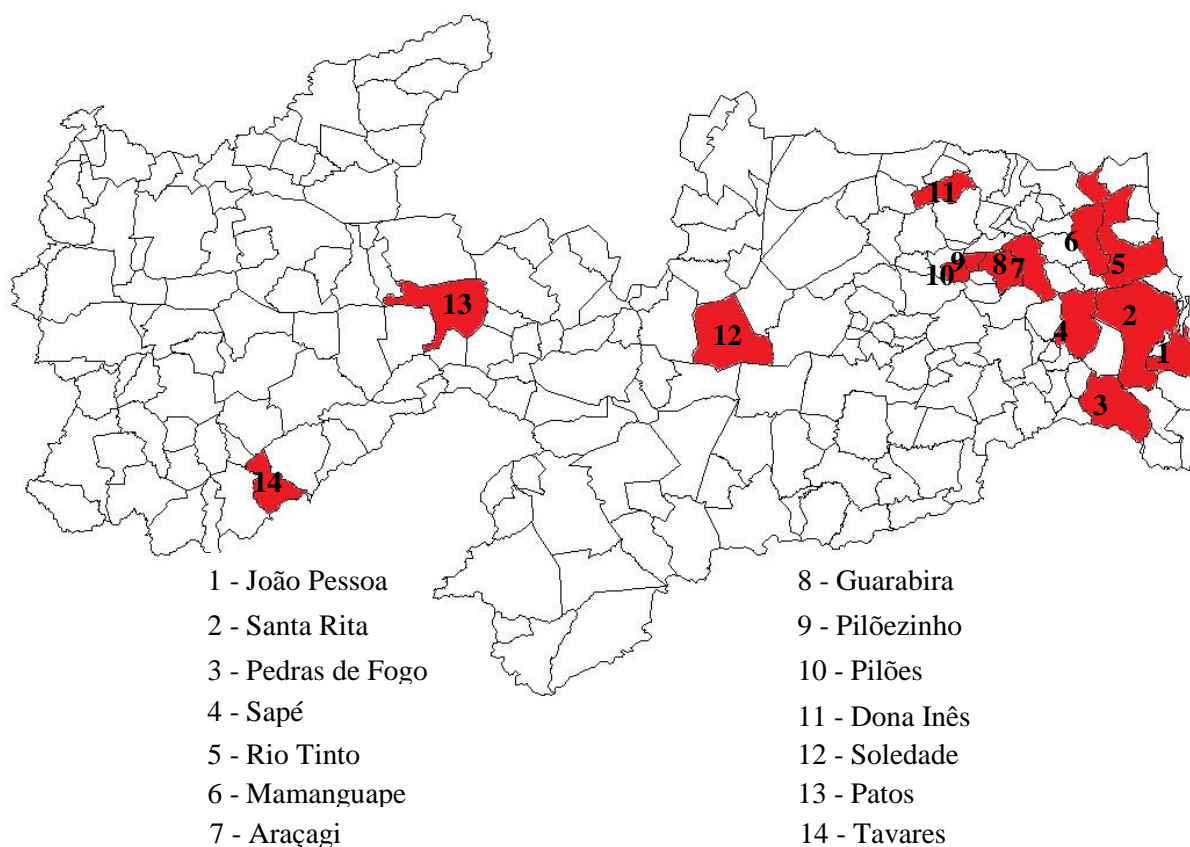 11
6
9
8
7
5
10
13
2
12
4
1
3
14
1 - João Pessoa
2 - Santa Rita
3 - Pedras de Fogo
4 - Sapé
5 - Rio Tinto
6 - Mamanguape
7 - Araçagi
8 - Guarabira
9 - Pilõezinho
10 - Pilões
11 - Dona Inês
12 - Soledade
13 - Patos
14 - Tavares